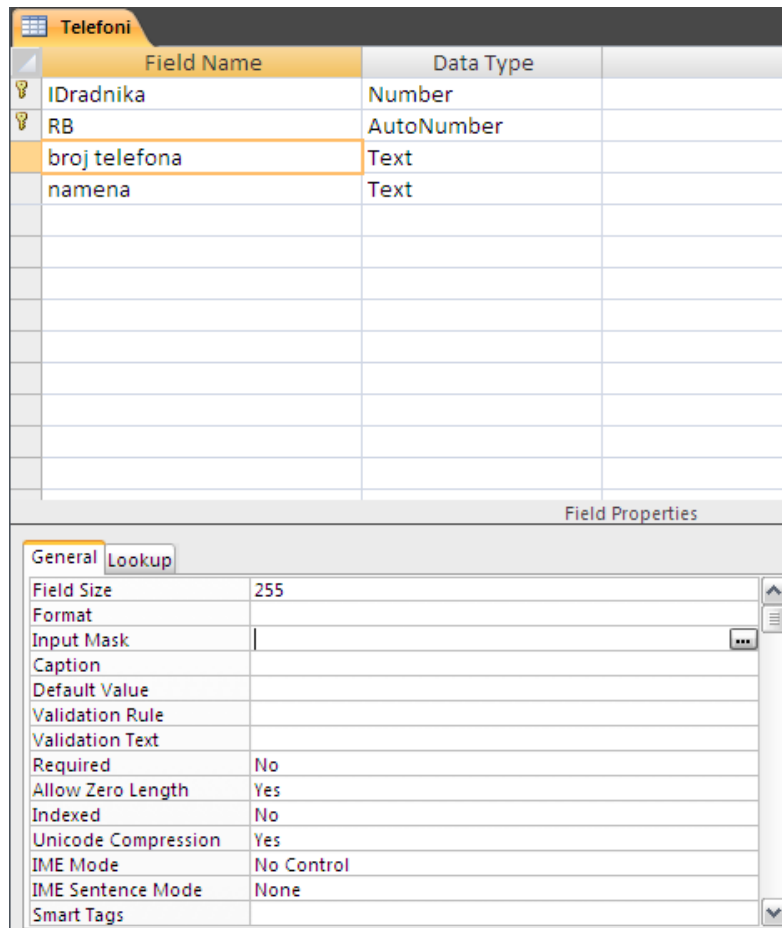 Telefoni
Field Name Data Type
IDradnika Number
RB AutoNumber
broj telefona Text
namena Text
Field Properties
General Lookup
Field Size 255
Format
Input Mask
Caption
Default Value
Validation Rule
Validation Text
Required No
Allow Zero Length Yes
Indexed No
Unicode Compression Yes
IME Mode No Control
IME Sentence Mode None
Smart Tags